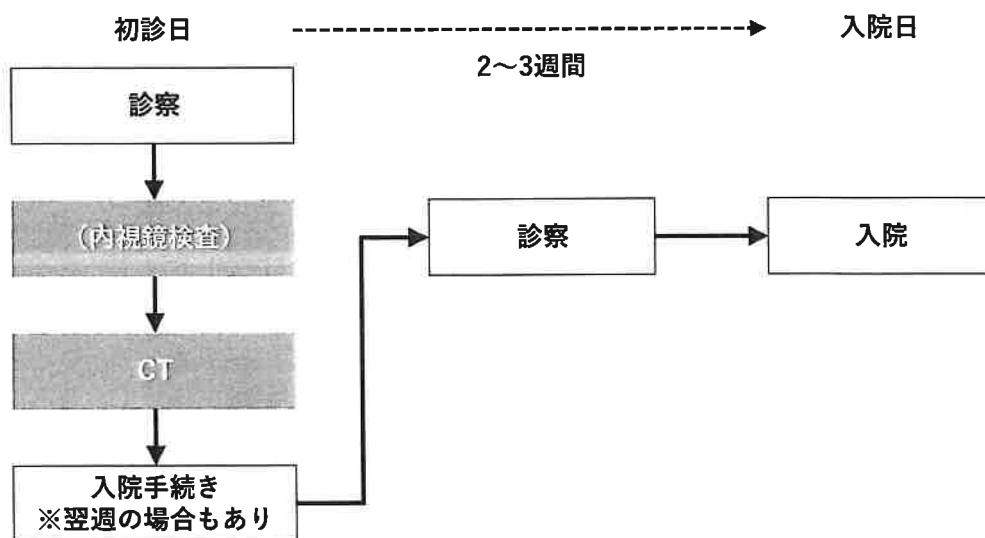 初診日
入院日
2～3週間
診察
（内視鏡検査）
診察
入院
CT
入院手続き
※翌週の場合もあり